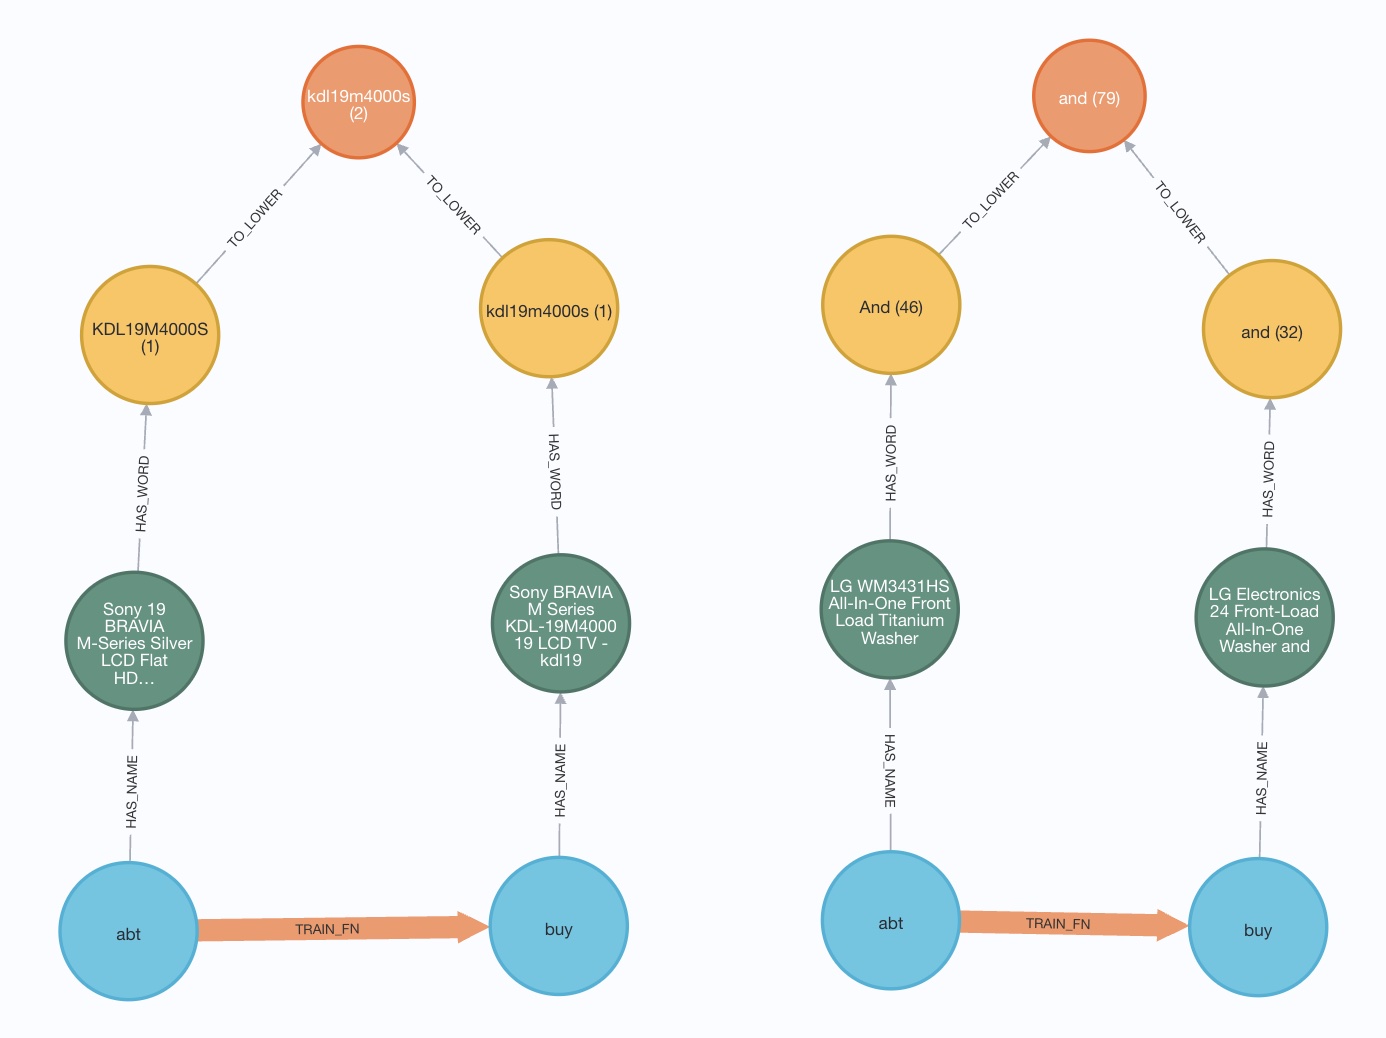 kdl19m4000s
(2)
TO_LOWER
TO_LOWER
KDL19M4000S
(1)
kdl19m4000s (1)
HAS_WORD
HAS_WORD
Sony 19
BRAVIA
M-Series Silver
LCD Flat
HD...
Sony BRAVIA
M Series
KDL-19M4000
19 LCD TV -
kdl19
HAS_NAME
HAS_NAME
abt
TRAIN_FN
buy
and (79)
TO_LOWER
TO_LOWER
And (46)
and (32)
HAS_WORD
HAS_WORD
LG WM3431HS
All-In-One Front
Load Titanium
Washer
LG Electronics
24 Front-Load
All-In-One
Washer and
HAS_NAME
HAS_NAME
abt
TRAIN_FN
buy